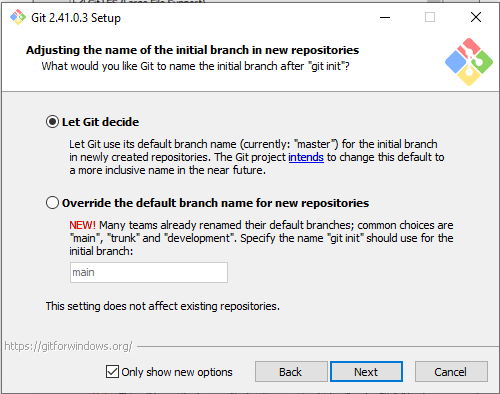 Git 2.41.0.3 Setup
Adjusting the name of the initial branch in new repositories
What would you like Git to name the initial branch after "git init"?
Let Git decide
Let Git use its default branch name (currently: "master") for the initial branch
in newly created repositories. The Git project intends to change this default to
a more inclusive name in the near future.
Override the default branch name for new repositories
NEW! Many teams already renamed their default branches; common choices are
"main", "trunk" and "development". Specify the name "git init" should use for the
initial branch:
main
This setting does not affect existing repositories.
https://gitforwindows.org/
Only show new options
Back
Next
Cancel